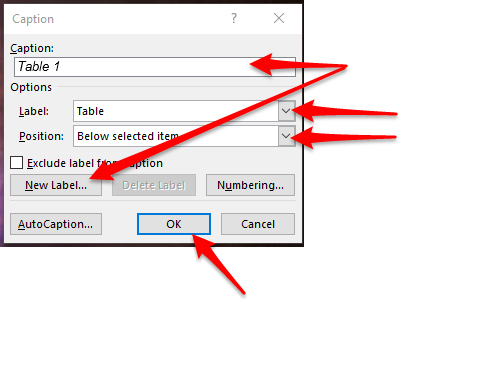 Caption
?
Caption:
Table 1
Options
Label: Table
Position: Below selected item
Exclude label from caption
New Label... Delete Label Numbering...
AutoCaption... OK Cancel